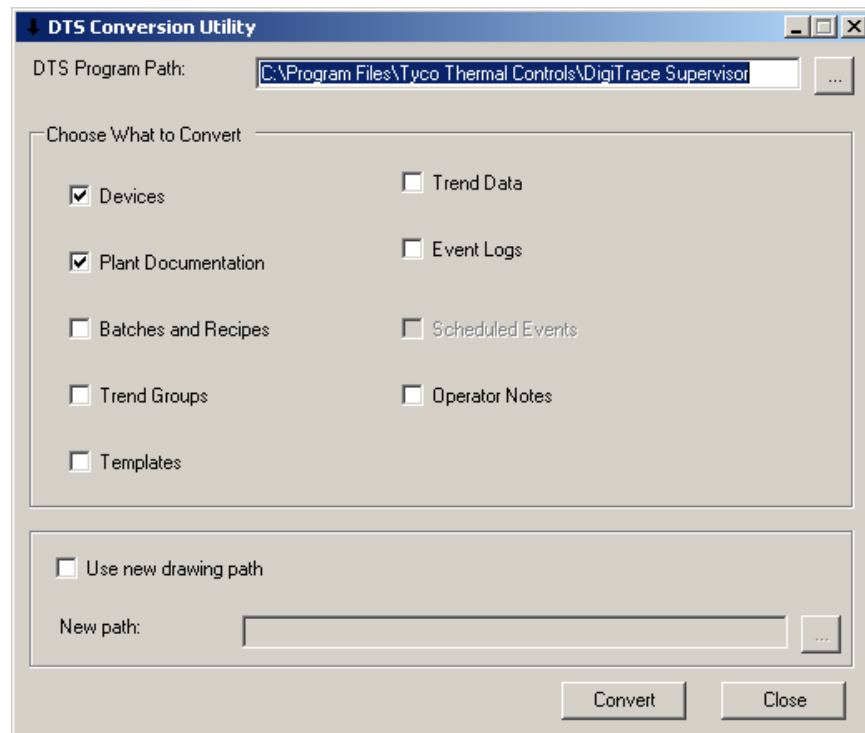 DTS Conversion Utility
DTS Program Path:
C:\Program Files\Tyco Thermal Controls\DigiTrace Supervisor
...
Choose What to Convert
Devices
Trend Data
Plant Documentation
Event Logs
Batches and Recipes
Scheduled Events
Trend Groups
Operator Notes
Templates
Use new drawing path
New path:
...
Convert
Close